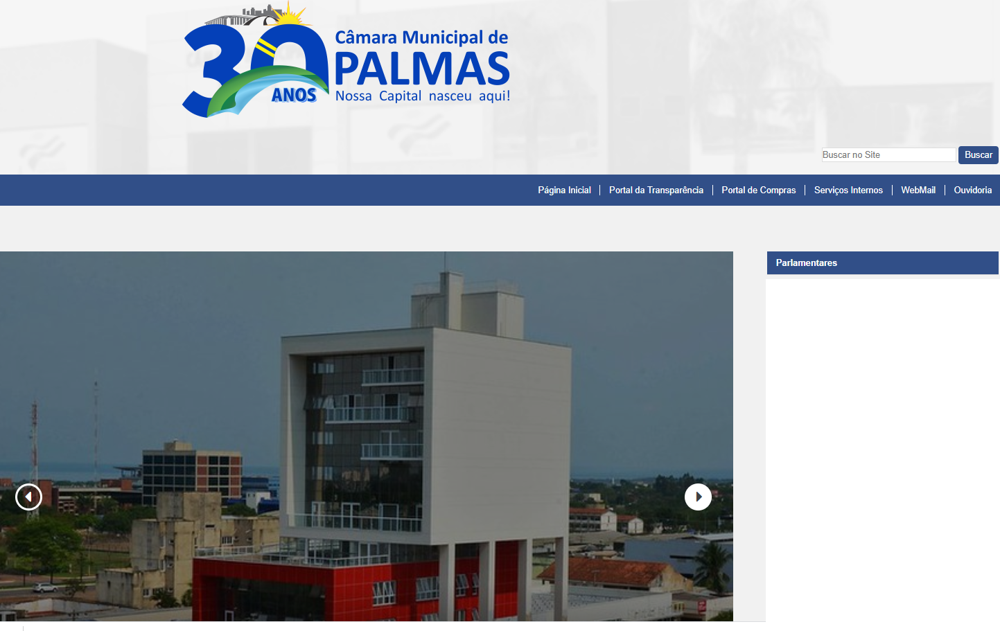 30
ANOS
Câmara Municipal de
PALMAS
Nossa Capital nasceu aqui!
Buscar no Site
Buscar
Página Inicial
Portal da Transparência
Portal de Compras
Serviços Internos
WebMail
Ouvidoria
Parlamentares